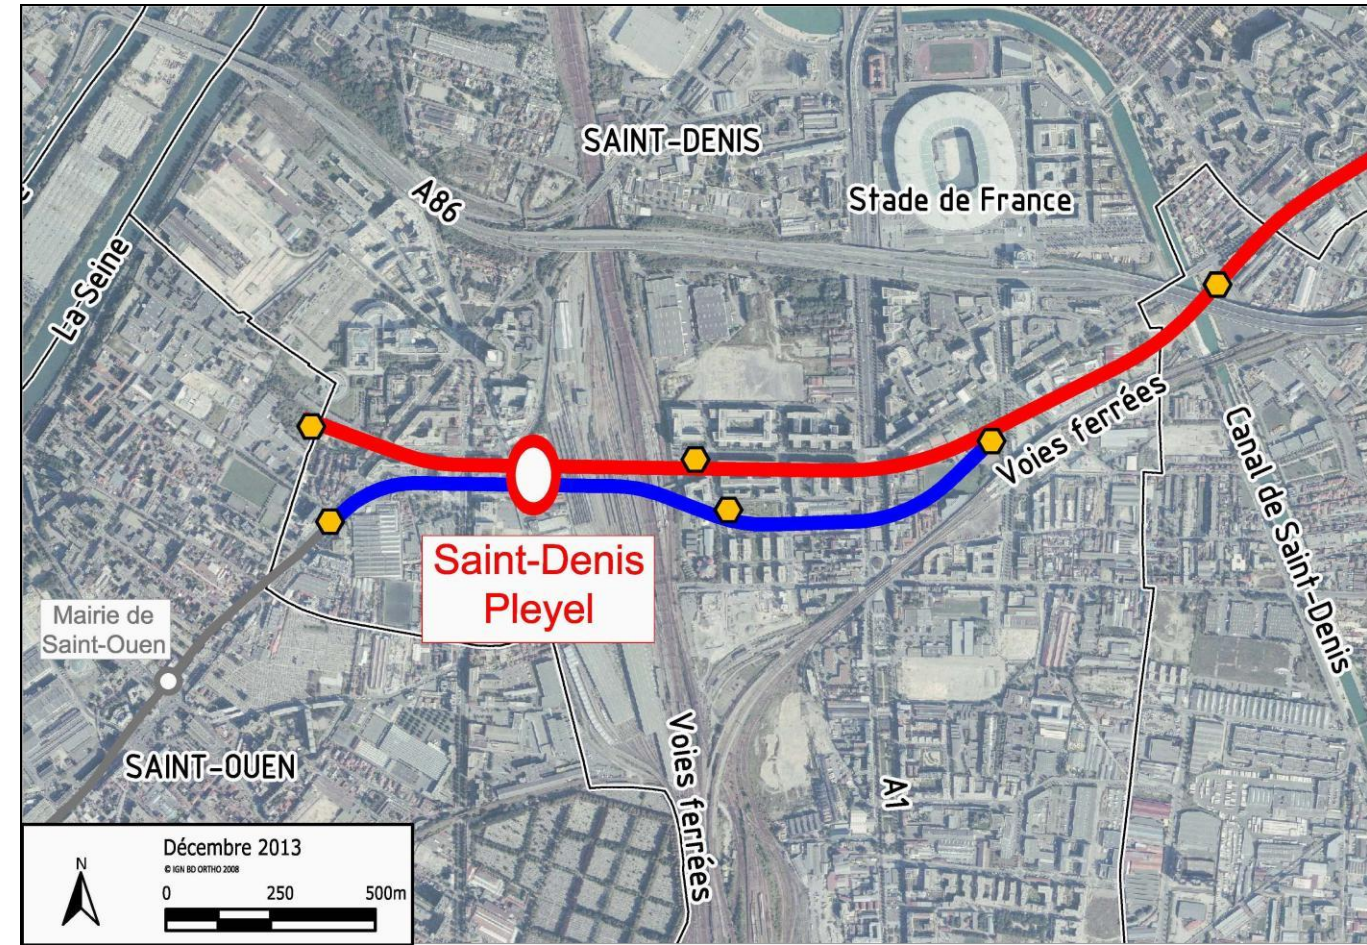 SAINT-DENIS
A86
Stade de France
La Seine
Voies ferrées
Canal de Saint-Denis
Saint-Denis
Pleyel
Mairie de
Saint-Ouen
SAINT-OUEN
Voies ferrées
A1
Décembre 2013
© IGN BD ORTHO 2008
N
0 250 500m